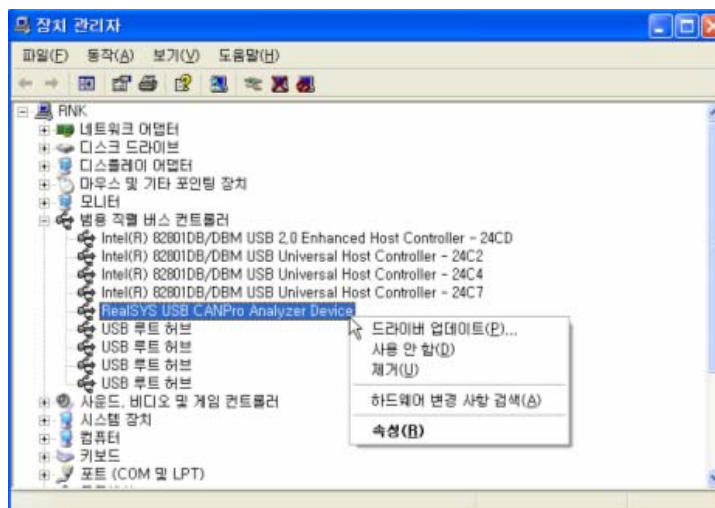 장치 관리자
파일(F) 동작(A) 보기(V) 도움말(H)
RNK
네트워크 어댑터
디스크 드라이브
디스플레이 어댑터
마우스 및 기타 포인팅 장치
모니터
범용 직렬 버스 컨트롤러
Intel(R) 82801DB/DBM USB 2.0 Enhanced Host Controller - 24CD
Intel(R) 82801DB/DBM USB Universal Host Controller - 24C2
Intel(R) 82801DB/DBM USB Universal Host Controller - 24C4
Intel(R) 82801DB/DBM USB Universal Host Controller - 24C7
RealSYS USB CANPro Analyzer Device
USB 루트 허브
USB 루트 허브
USB 루트 허브
USB 루트 허브
사운드, 비디오 및 게임 컨트롤러
시스템 장치
컴퓨터
키보드
포트 (COM 및 LPT)
드라이버 업데이트(P)...
사용 안 함(D)
제거(U)
하드웨어 변경 사항 검색(A)
속성(R)